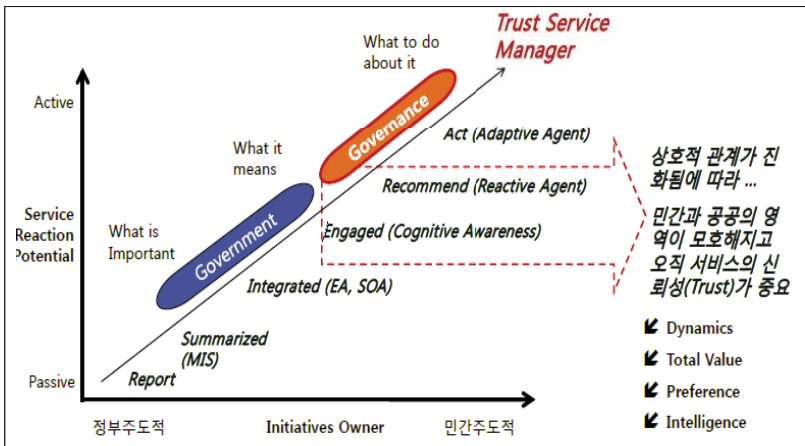 What to do
about it
Trust Service
Manager
Active
Governance
Act (Adaptive Agent)
What it
means
Recommend (Reactive Agent)
상호적 관계가 진
화됨에 따라 ...
Service
Reaction
Potential
What is
Important
Government
Engaged (Cognitive Awareness)
민간과 공공의 영
역이 모호해지고
오직 서비스의 신
뢰성(Trust)가 중요
Integrated (EA, SOA)
Summarized
(MIS)
Passive
Report
Dynamics
Total Value
Preference
Intelligence
정부주도적
Initiatives Owner
민간주도적